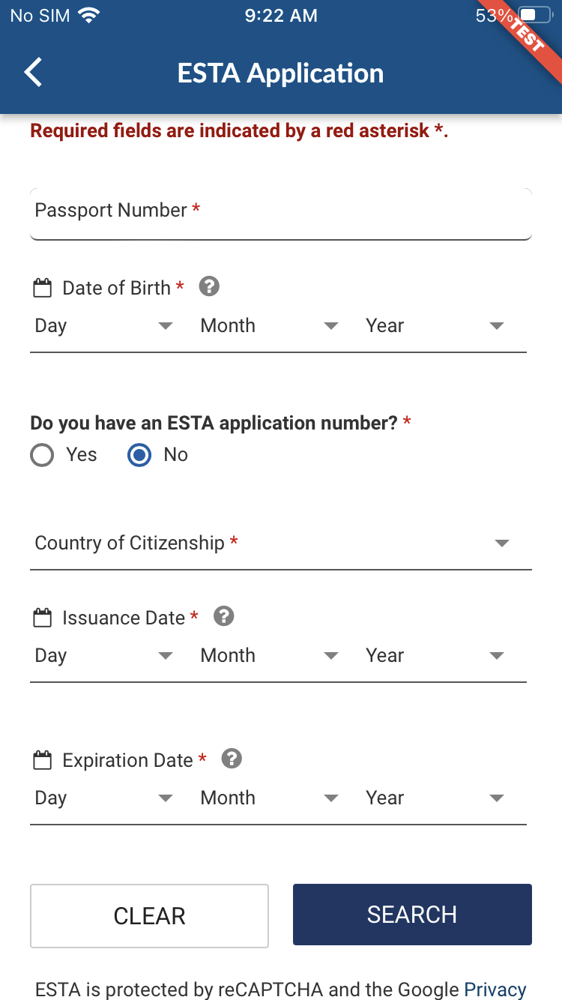 No SIM 9:22 AM 53%
TEST
ESTA Application
Required fields are indicated by a red asterisk *.
Passport Number *
Date of Birth * ?
Day Month Year
Do you have an ESTA application number? *
Yes No
Country of Citizenship *
Issuance Date * ?
Day Month Year
Expiration Date * ?
Day Month Year
CLEAR SEARCH
ESTA is protected by reCAPTCHA and the Google Privacy